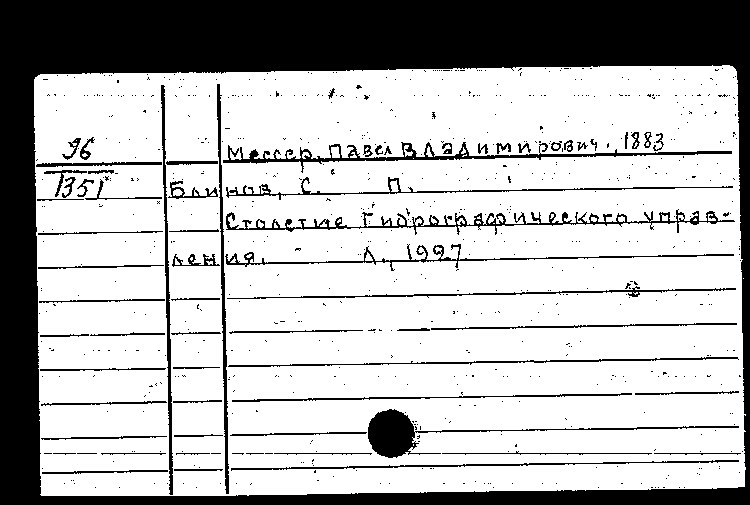 96
Мессер, Павел Владимирович., 1883
1351
Блинов, С. П.
Столетие Гидрографического управ-
ления. Л., 1927